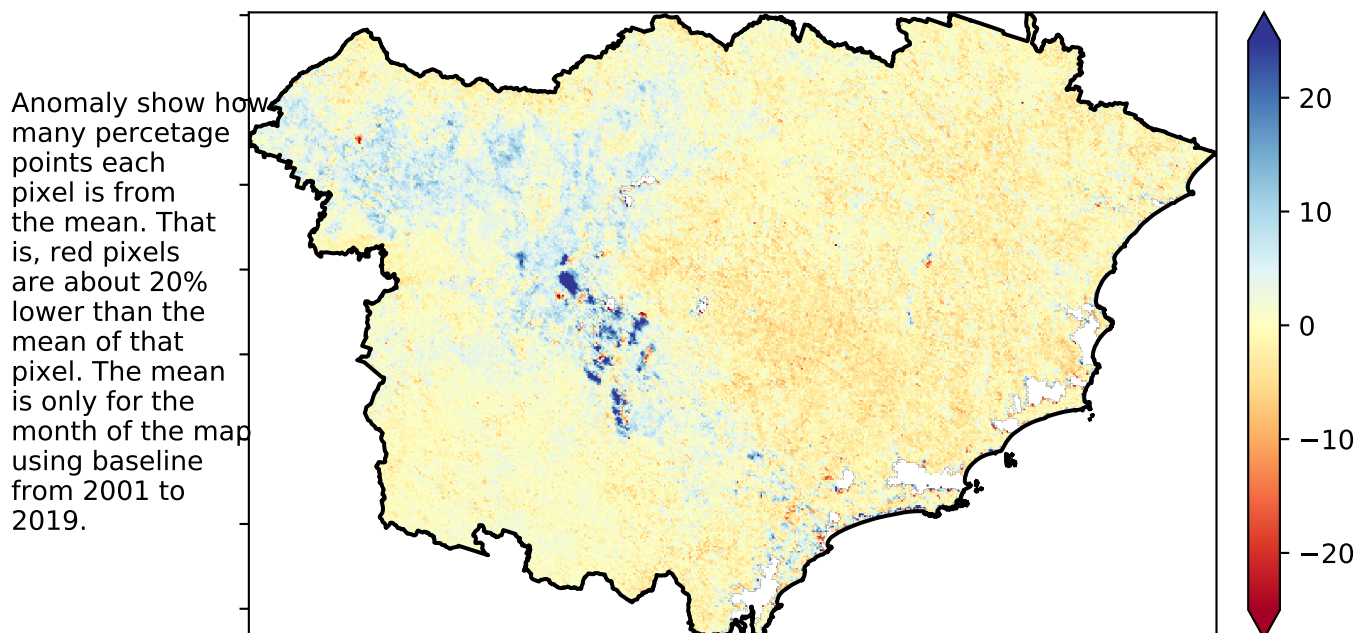 Anomaly show how
many percetage
points each
pixel is from
the mean. That
is, red pixels
are about 20%
lower than the
mean of that
pixel. The mean
is only for the
month of the map
using baseline
from 2001 to
2019.
20
10
0
−10
−20